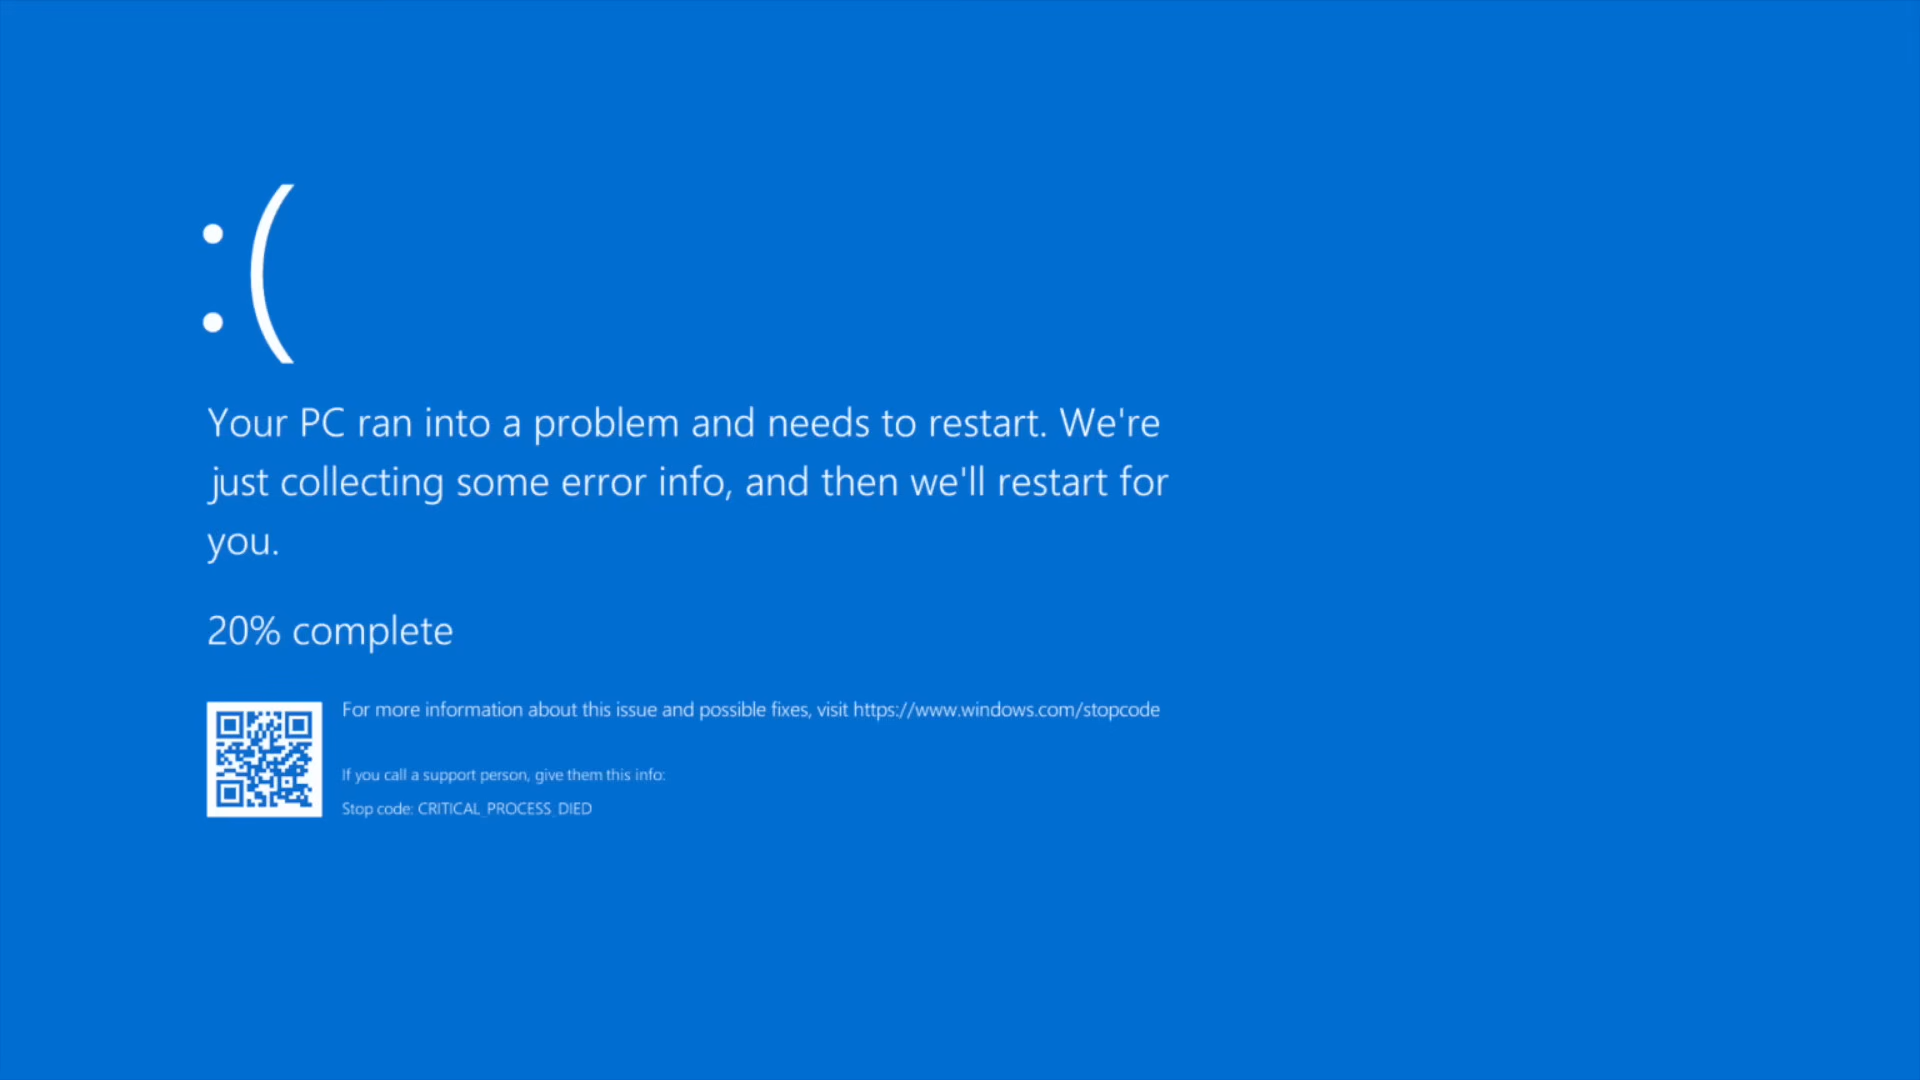 :(
Your PC ran into a problem and needs to restart. We're
just collecting some error info, and then we'll restart for
you.
20% complete
For more information about this issue and possible fixes, visit https://www.windows.com/stopcode
If you call a support person, give them this info:
Stop code: CRITICAL_PROCESS_DIED